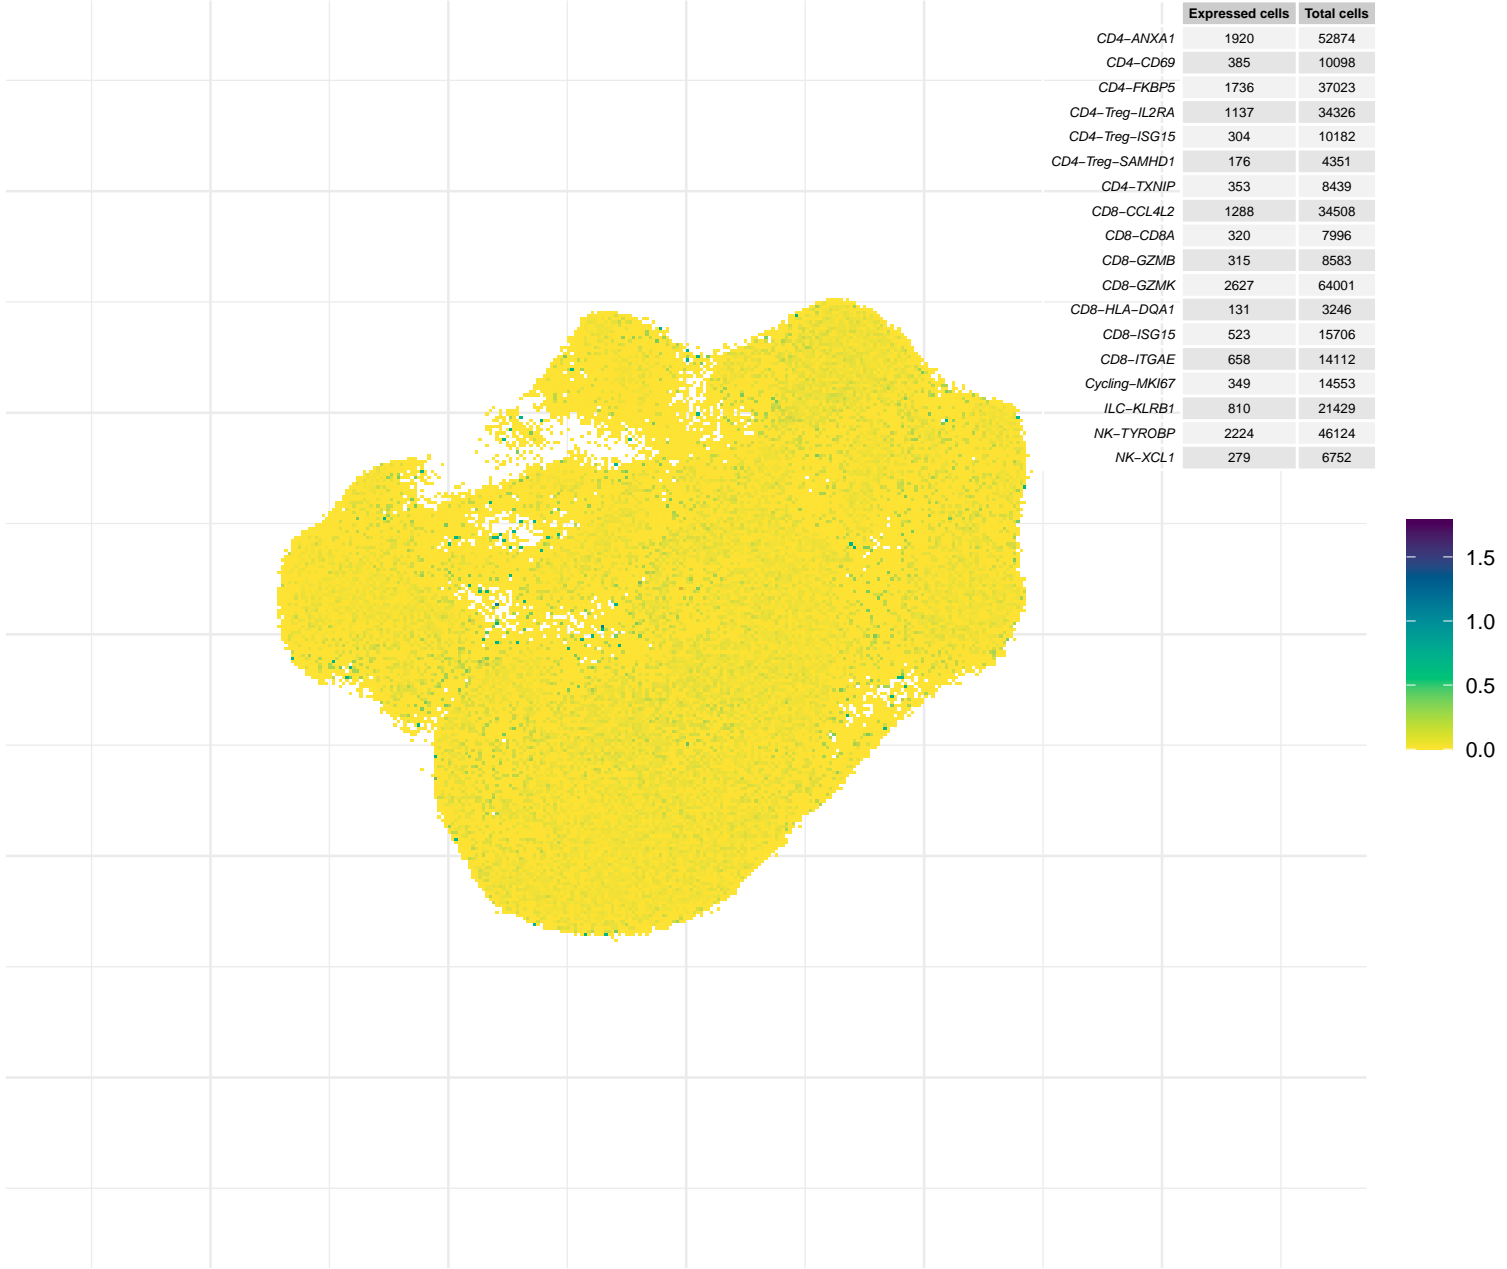 Expressed cells Total cells
CD4−ANXA1 1920 52874
CD4−CD69 385 10098
CD4−FKBP5 1736 37023
CD4−Treg−IL2RA 1137 34326
CD4−Treg−ISG15 304 10182
CD4−Treg−SAMHD1 176 4351
CD4−TXNIP 353 8439
CD8−CCL4L2 1288 34508
CD8−CD8A 320 7996
CD8−GZMB 315 8583
CD8−GZMK 2627 64001
CD8−HLA−DQA1 131 3246
CD8−ISG15 523 15706
CD8−ITGAE 658 14112
Cycling−MKI67 349 14553
ILC−KLRB1 810 21429
NK−TYROBP 2224 46124
NK−XCL1 279 6752
1.5
1.0
0.5
0.0